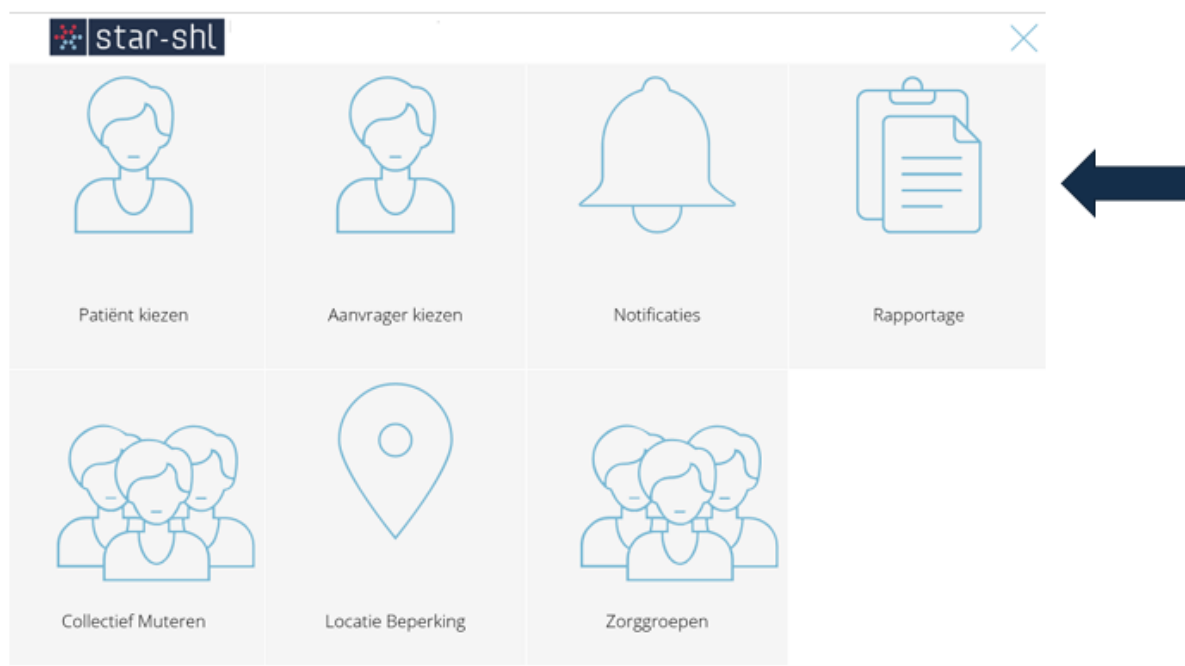 star-shl
Patiënt kiezen
Aanvrager kiezen
Notificaties
Rapportage
Collectief Muteren
Locatie Beperking
Zorggroepen